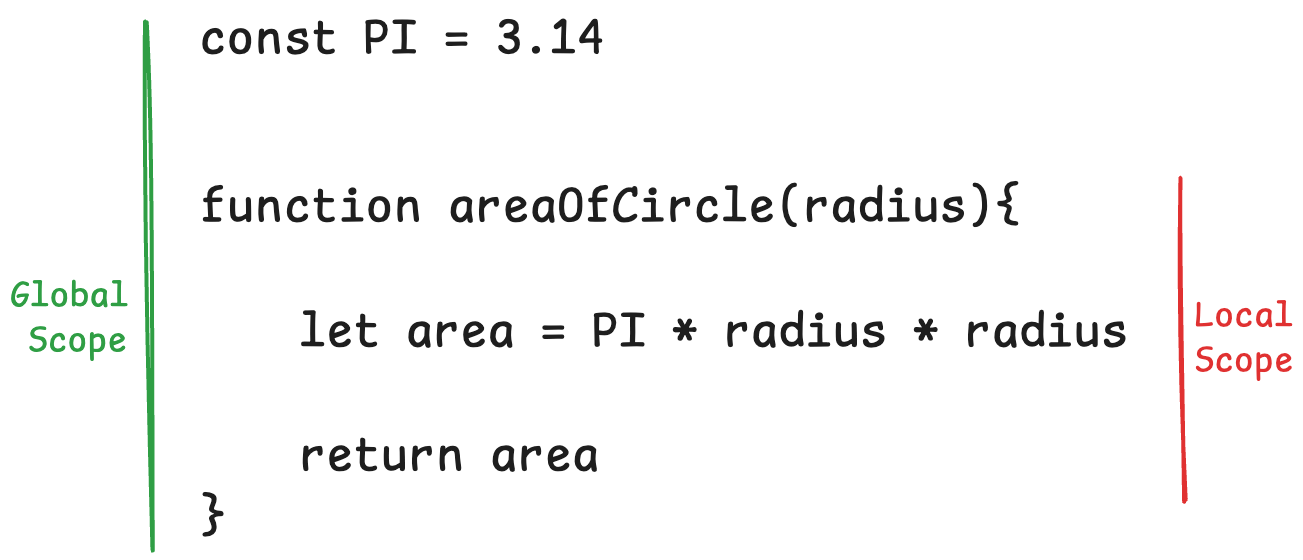 const PI = 3.14
function areaOfCircle(radius){
Global
Scope
let area = PI * radius * radius
Local
Scope
return area
}